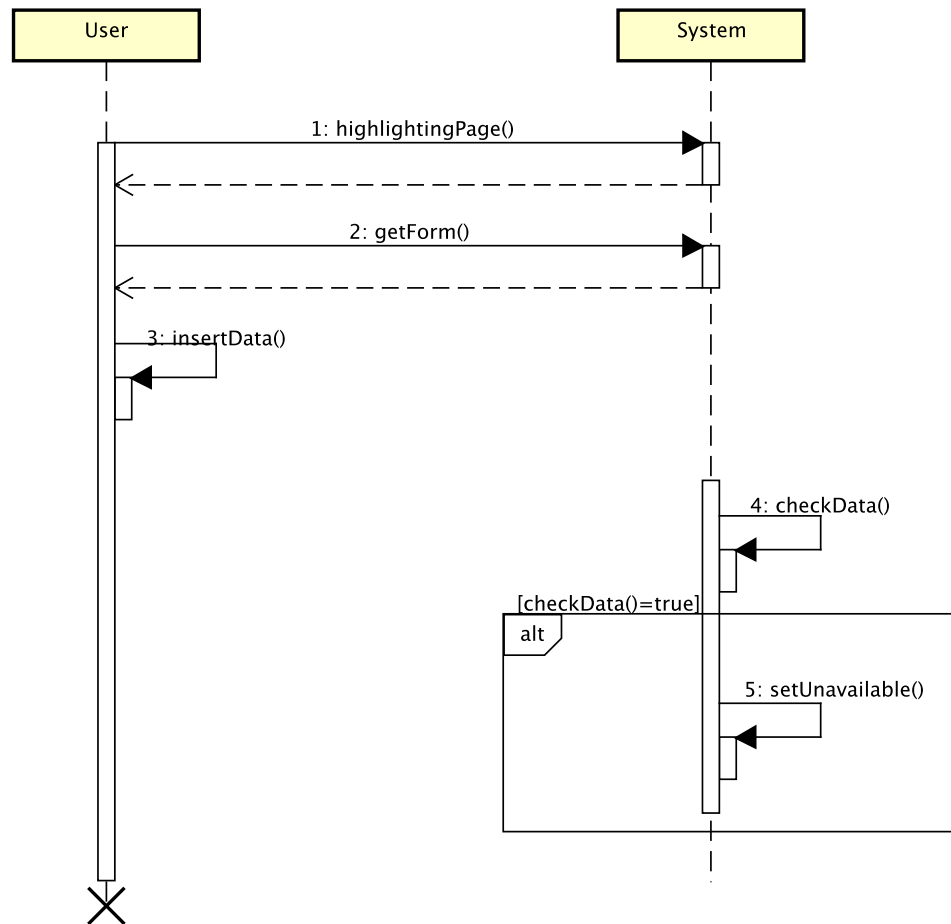 User
System
1: highlightingPage()
2: getForm()
3: insertData()
4: checkData()
[checkData()=true]
alt
5: setUnavailable()